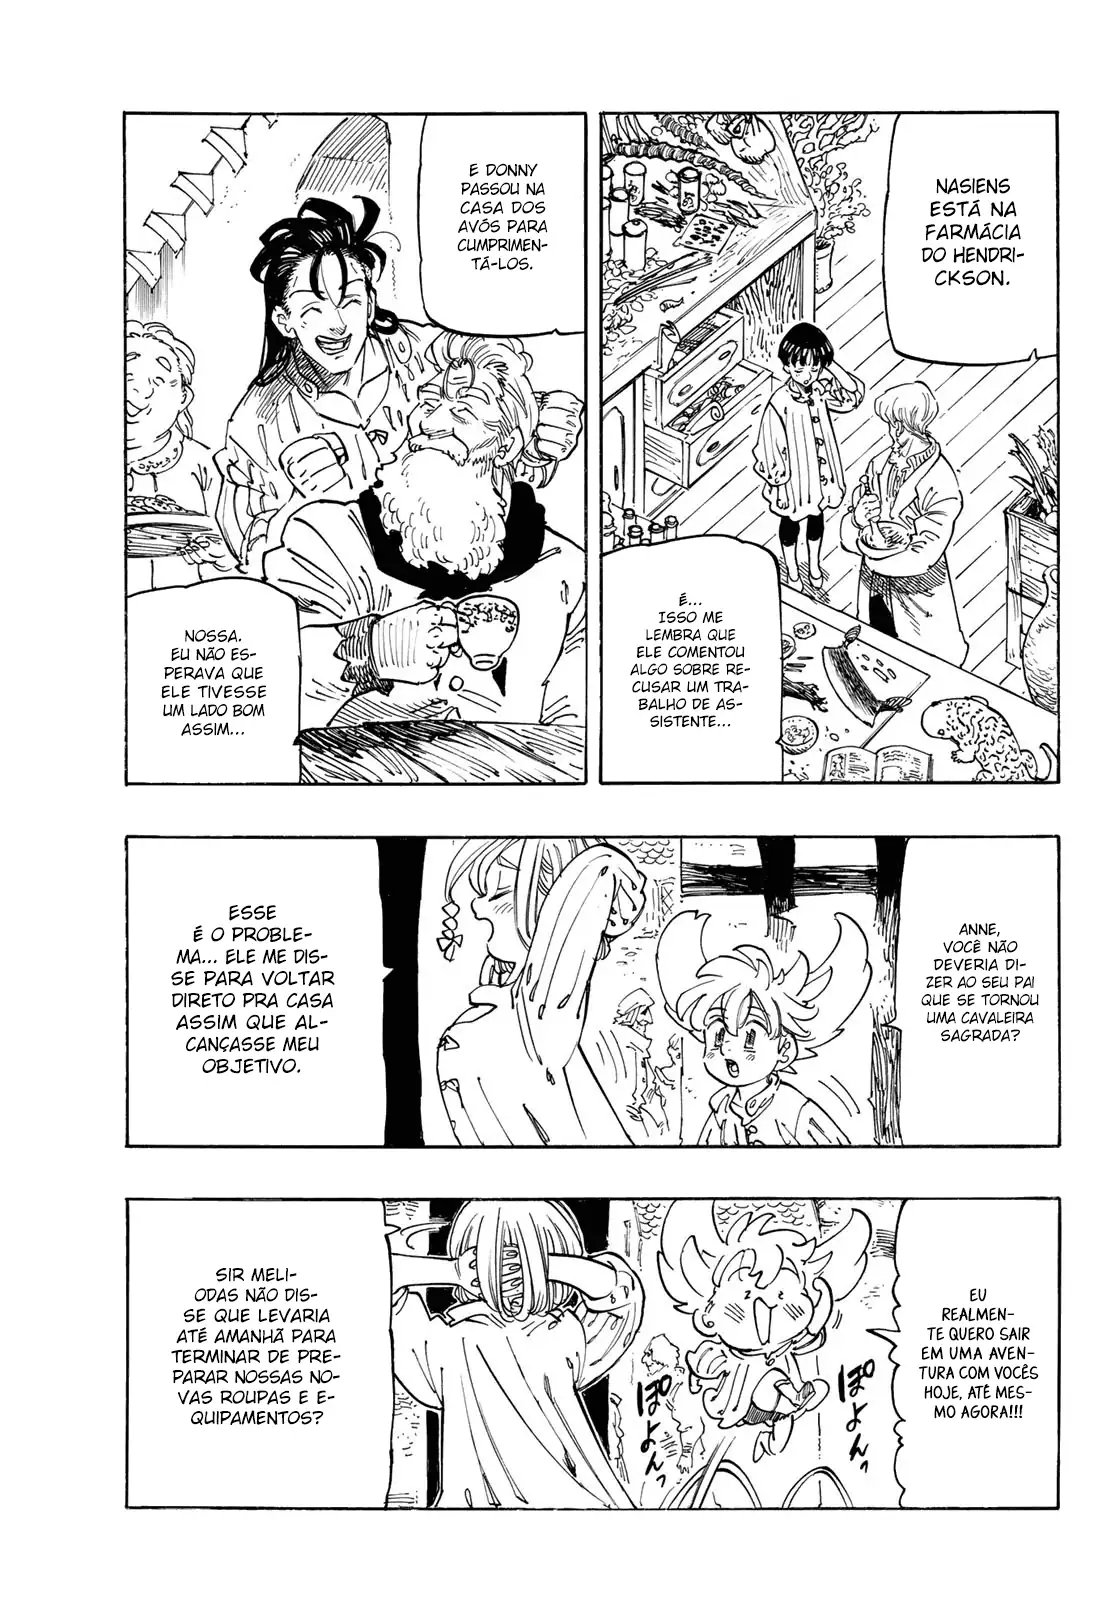 NASIENS
ESTÁ NA
FARMÁCIA
DO HENDRI-
CKSON.
É...
ISSO ME
LEMBRA QUE
ELE COMENTOU
ALGO SOBRE RE-
CUSAR UM TRA-
BALHO DE AS-
SISTENTE...
E DONNY
PASSOU NA
CASA DOS
AVÓS PARA
CUMPRIMEN-
TÁ-LOS.
NOSSA.
EU NÃO ES-
PERAVA QUE
ELE TIVESSE
UM LADO BOM
ASSIM...
ANNE,
VOCÊ NÃO
DEVERIA DI-
ZER AO SEU PAI
QUE SE TORNOU
UMA CAVALEIRA
SAGRADA?
ESSE
É O PROBLE-
MA... ELE ME DIS-
SE PARA VOLTAR
DIRETO PRA CASA
ASSIM QUE AL-
CANÇASSE MEU
OBJETIVO.
EU
REALMEN-
TE QUERO SAIR
EM UMA AVEN-
TURA COM VOCÊS
HOJE, ATÉ MES-
MO AGORA!!!
ぽよんっ
ぽよんっ
SIR MELI-
ODAS NÃO DIS-
SE QUE LEVARIA
ATÉ AMANHÃ PARA
TERMINAR DE PRE-
PARAR NOSSAS NO-
VAS ROUPAS E E-
QUIPAMENTOS?